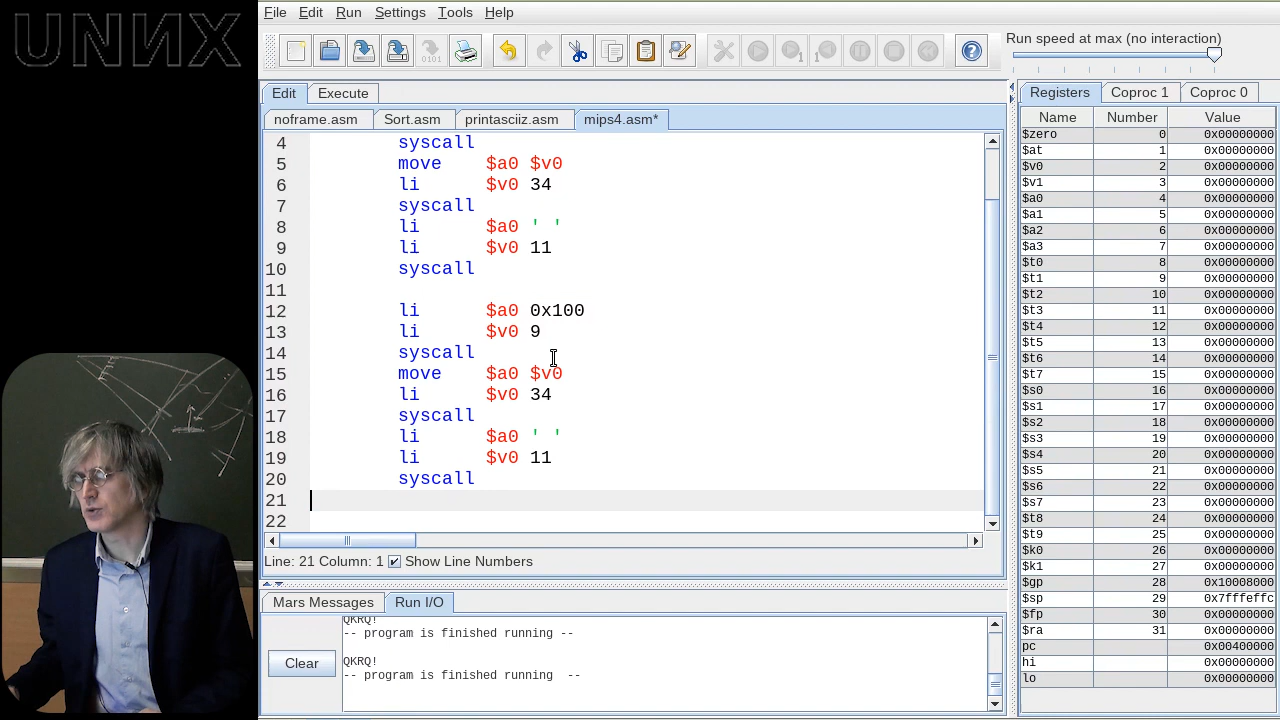 UNИX
File Edit Run Settings Tools Help
Run speed at max (no interaction)
Edit Execute
noframe.asm Sort.asm printasciiz.asm mips4.asm*
4 syscall
5 move $a0 $v0
6 li $v0 34
7 syscall
8 li $a0 ' '
9 li $v0 11
10 syscall
11
12 li $a0 0x100
13 li $v0 9
14 syscall
15 move $a0 $v0
16 li $v0 34
17 syscall
18 li $a0 ' '
19 li $v0 11
20 syscall
21
22
Line: 21 Column: 1 Show Line Numbers
Mars Messages Run I/O
Clear
QKRQ!
-- program is finished running --
QKRQ!
-- program is finished running --
Registers Coproc 1 Coproc 0
Name Number Value
$zero 0 0x00000000
$at 1 0x00000000
$v0 2 0x00000000
$v1 3 0x00000000
$a0 4 0x00000000
$a1 5 0x00000000
$a2 6 0x00000000
$a3 7 0x00000000
$t0 8 0x00000000
$t1 9 0x00000000
$t2 10 0x00000000
$t3 11 0x00000000
$t4 12 0x00000000
$t5 13 0x00000000
$t6 14 0x00000000
$t7 15 0x00000000
$s0 16 0x00000000
$s1 17 0x00000000
$s2 18 0x00000000
$s3 19 0x00000000
$s4 20 0x00000000
$s5 21 0x00000000
$s6 22 0x00000000
$s7 23 0x00000000
$t8 24 0x00000000
$t9 25 0x00000000
$k0 26 0x00000000
$k1 27 0x00000000
$gp 28 0x10008000
$sp 29 0x7fffeffc
$fp 30 0x00000000
$ra 31 0x00000000
pc 0x00400000
hi 0x00000000
lo 0x00000000